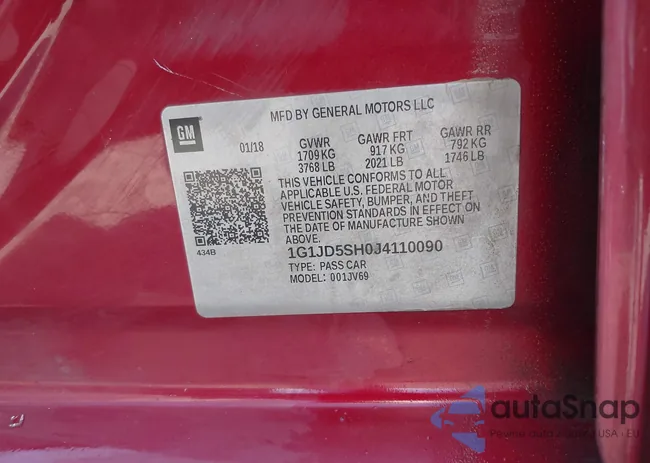 MFD BY GENERAL MOTORS LLC
GM
01/18
GVWR GAWR FRT GAWR RR
1709 KG 917 KG 792 KG
3768 LB 2021 LB 1746 LB
THIS VEHICLE CONFORMS TO ALL
APPLICABLE U.S. FEDERAL MOTOR
VEHICLE SAFETY, BUMPER, AND THEFT
PREVENTION STANDARDS IN EFFECT ON
THE DATE OF MANUFACTURE SHOWN
ABOVE.
434B
1G1JD5SH0J4110090
TYPE: PASS CAR
MODEL: 001JV69
autoSnap
USA - EU